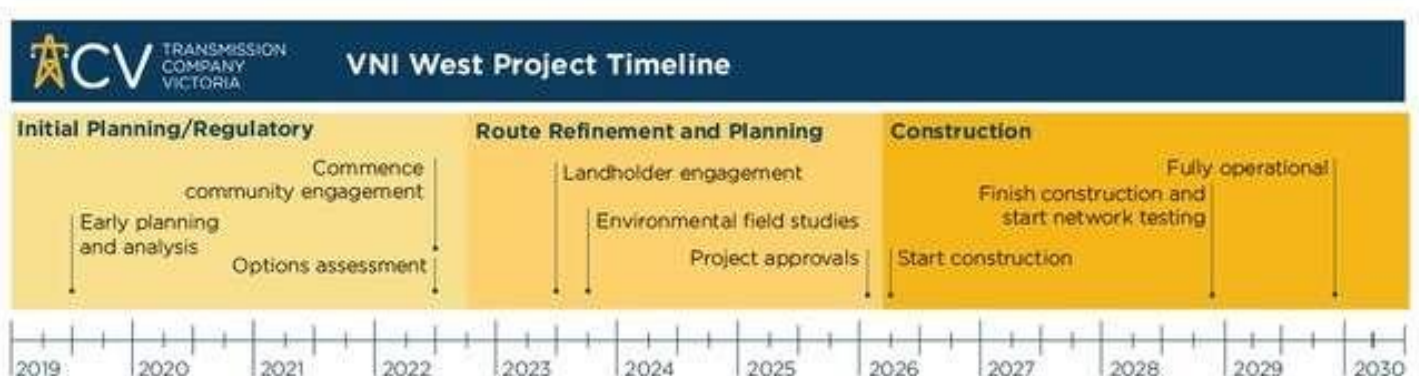 CV
TRANSMISSION
COMPANY
VICTORIA
VNI West Project Timeline
Initial Planning/Regulatory
Early planning
and analysis
Commence
community engagement
Options assessment
Route Refinement and Planning
Landholder engagement
Environmental field studies
Project approvals
Construction
Start construction
Finish construction and
start network testing
Fully operational
2019 2020 2021 2022 2023 2024 2025 2026 2027 2028 2029 2030